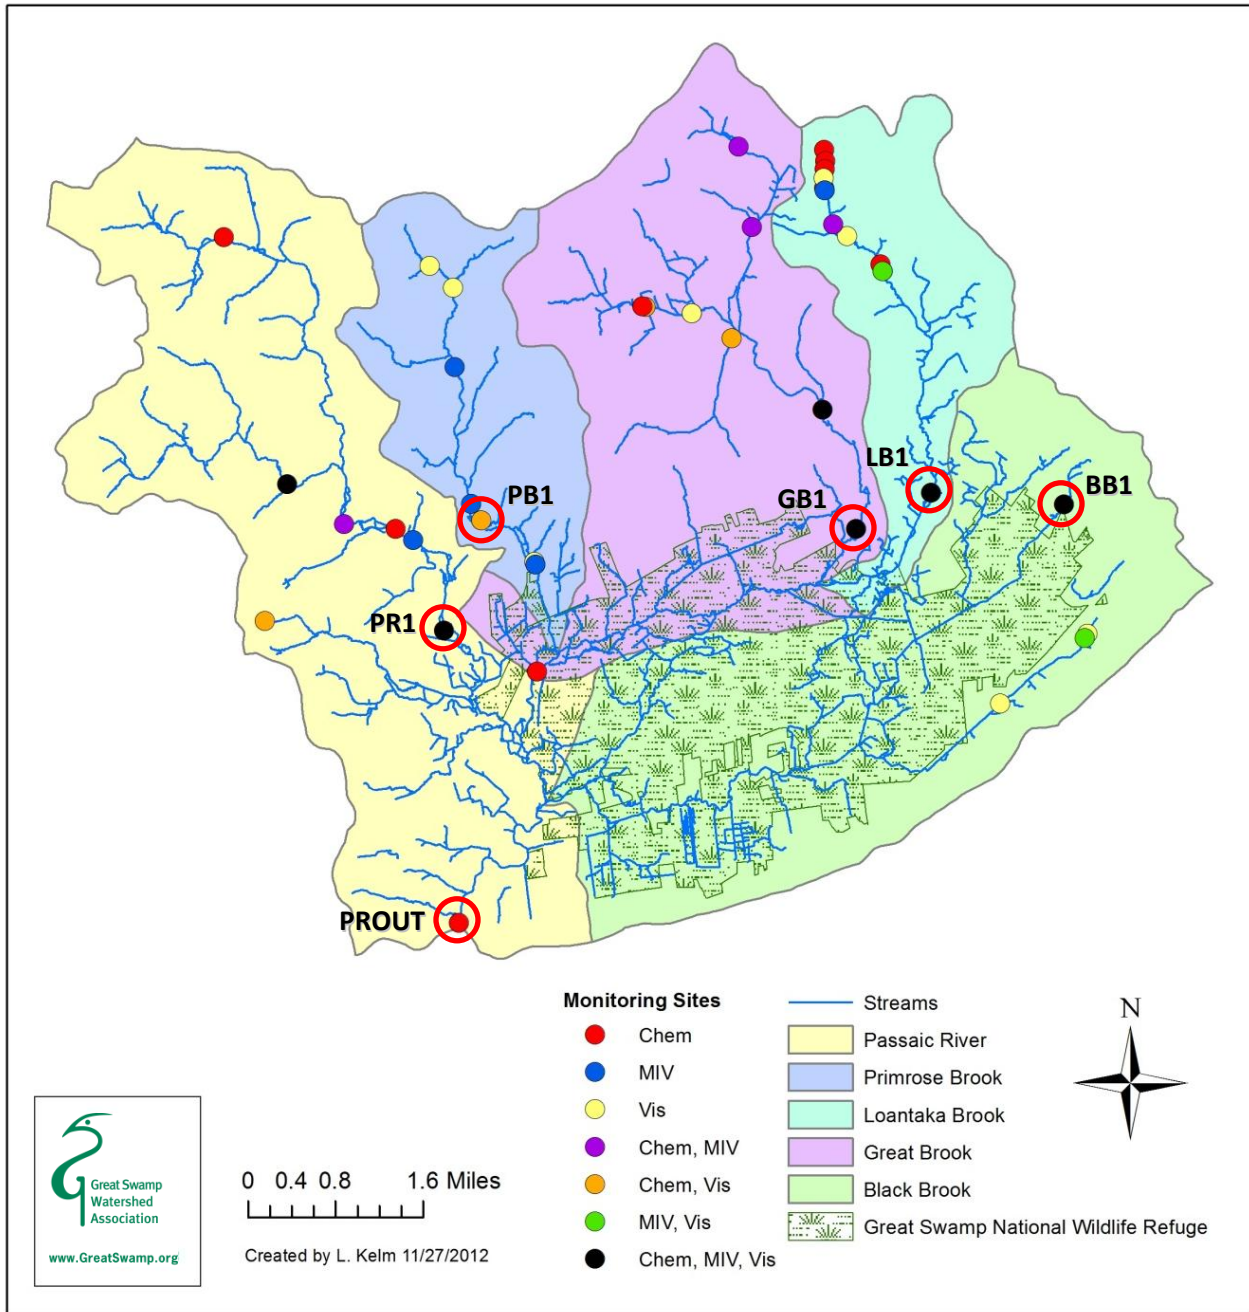 PB1
LB1
BB1
GB1
PR1
PROUT
Monitoring Sites
Chem
MIV
Vis
Chem, MIV
Chem, Vis
MIV, Vis
Chem, MIV, Vis
Streams
Passaic River
Primrose Brook
Loantaka Brook
Great Brook
Black Brook
Great Swamp National Wildlife Refuge
N
Great Swamp
Watershed
Association
www.GreatSwamp.org
0 0.4 0.8 1.6 Miles
Created by L. Kelm 11/27/2012